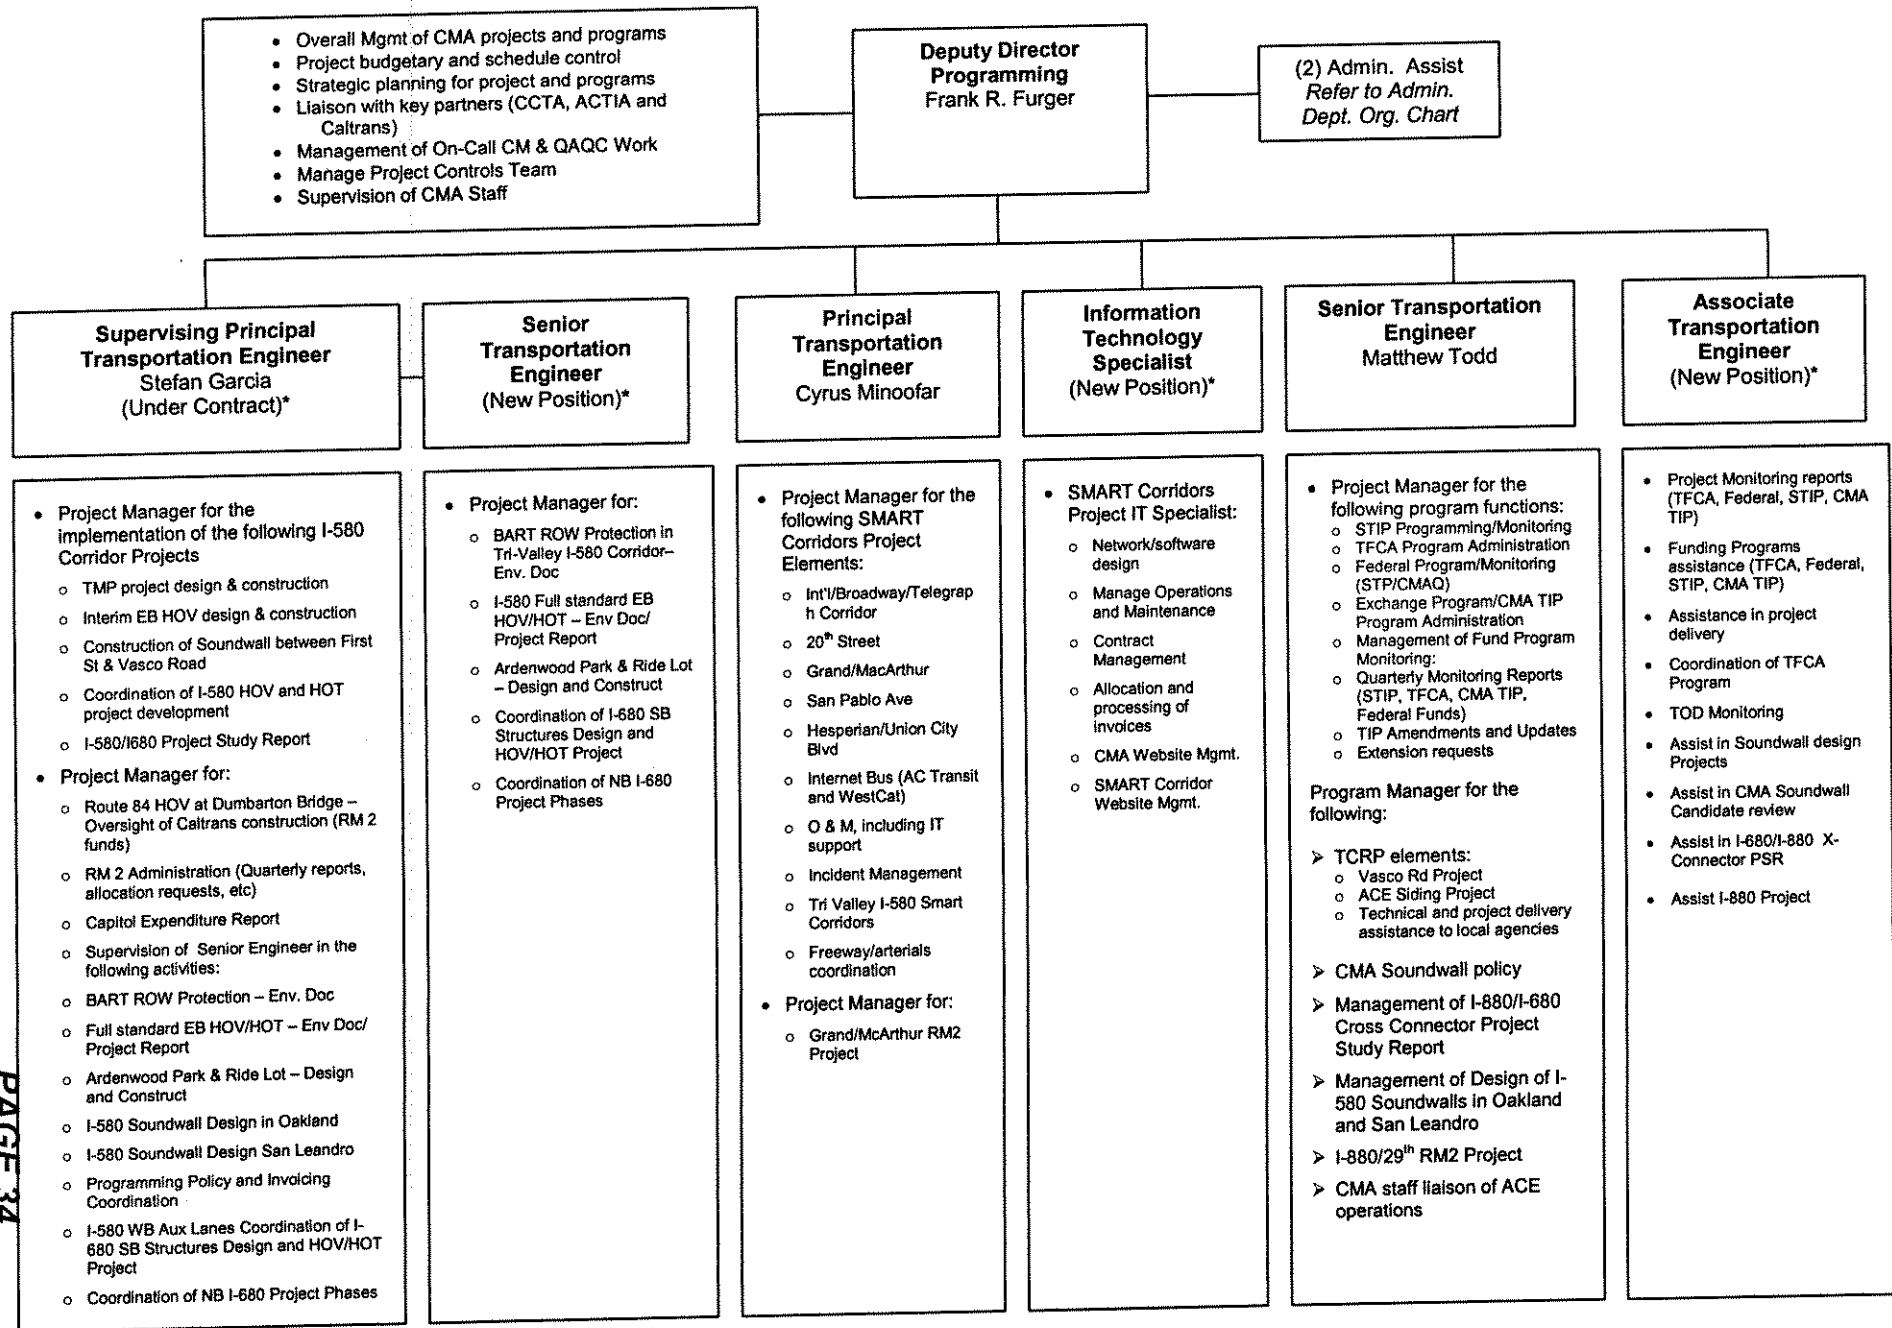 • Overall Mgmt of CMA projects and programs
• Project budgetary and schedule control
• Strategic planning for project and programs
• Liaison with key partners (CCTA, ACTIA and
Caltrans)
• Management of On-Call CM & QAQC Work
• Manage Project Controls Team
• Supervision of CMA Staff
Deputy Director
Programming
Frank R. Furger
(2) Admin. Assist
Refer to Admin.
Dept. Org. Chart
Supervising Principal
Transportation Engineer
Stefan Garcia
(Under Contract)*
Senior
Transportation
Engineer
(New Position)*
Principal
Transportation
Engineer
Cyrus Minoofar
Information
Technology
Specialist
(New Position)*
Senior Transportation
Engineer
Matthew Todd
Associate
Transportation
Engineer
(New Position)*
• Project Manager for the
implementation of the following I-580
Corridor Projects
o TMP project design & construction
o Interim EB HOV design & construction
o Construction of Soundwall between First
St & Vasco Road
o Coordination of I-580 HOV and HOT
project development
o I-580/I680 Project Study Report
• Project Manager for:
o Route 84 HOV at Dumbarton Bridge –
Oversight of Caltrans construction (RM 2
funds)
o RM 2 Administration (Quarterly reports,
allocation requests, etc)
o Capitol Expenditure Report
o Supervision of Senior Engineer in the
following activities:
o BART ROW Protection – Env. Doc
o Full standard EB HOV/HOT – Env Doc/
Project Report
o Ardenwood Park & Ride Lot – Design
and Construct
o I-580 Soundwall Design in Oakland
o I-580 Soundwall Design San Leandro
o Programming Policy and Invoicing
Coordination
o I-580 WB Aux Lanes Coordination of I-
680 SB Structures Design and HOV/HOT
Project
o Coordination of NB I-680 Project Phases
• Project Manager for:
o BART ROW Protection in
Tri-Valley I-580 Corridor–
Env. Doc
o I-580 Full standard EB
HOV/HOT – Env Doc/
Project Report
o Ardenwood Park & Ride Lot
– Design and Construct
o Coordination of I-680 SB
Structures Design and
HOV/HOT Project
o Coordination of NB I-680
Project Phases
• Project Manager for the
following SMART
Corridors Project
Elements:
o Int'l/Broadway/Telegrap
h Corridor
o 20th Street
o Grand/MacArthur
o San Pablo Ave
o Hesperian/Union City
Blvd
o Internet Bus (AC Transit
and WestCat)
o O & M, including IT
support
o Incident Management
o Tri Valley I-580 Smart
Corridors
o Freeway/arterials
coordination
• Project Manager for:
o Grand/McArthur RM2
Project
• SMART Corridors
Project IT Specialist:
o Network/software
design
o Manage Operations
and Maintenance
o Contract
Management
o Allocation and
processing of
invoices
o CMA Website Mgmt.
o SMART Corridor
Website Mgmt.
• Project Manager for the
following program functions:
o STIP Programming/Monitoring
o TFCA Program Administration
o Federal Program/Monitoring
(STP/CMAQ)
o Exchange Program/CMA TIP
Program Administration
o Management of Fund Program
Monitoring:
o Quarterly Monitoring Reports
(STIP, TFCA, CMA TIP,
Federal Funds)
o TIP Amendments and Updates
o Extension requests
Program Manager for the
following:
➢ TCRP elements:
o Vasco Rd Project
o ACE Siding Project
o Technical and project delivery
assistance to local agencies
➢ CMA Soundwall policy
➢ Management of I-880/I-680
Cross Connector Project
Study Report
➢ Management of Design of I-
580 Soundwalls in Oakland
and San Leandro
➢ I-880/29th RM2 Project
➢ CMA staff liaison of ACE
operations
• Project Monitoring reports
(TFCA, Federal, STIP, CMA
TIP)
• Funding Programs
assistance (TFCA, Federal,
STIP, CMA TIP)
• Assistance in project
delivery
• Coordination of TFCA
Program
• TOD Monitoring
• Assist in Soundwall design
Projects
• Assist in CMA Soundwall
Candidate review
• Assist in I-680/I-880 X-
Connector PSR
• Assist I-880 Project
PAGE 34